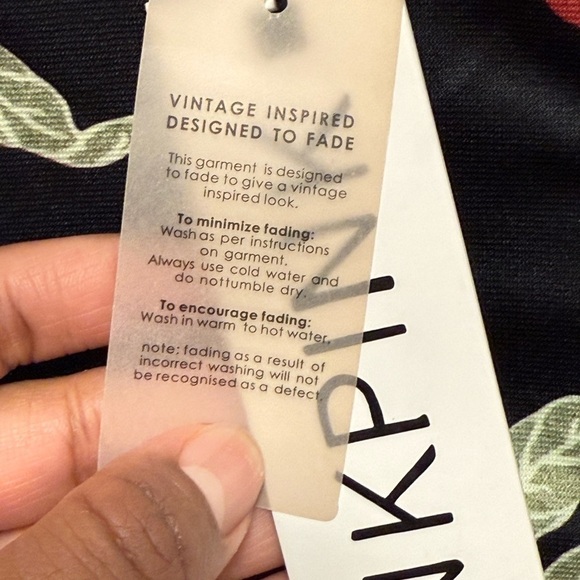 VINTAGE INSPIRED
DESIGNED TO FADE
This garment is designed
to fade to give a vintage
inspired look.
To minimize fading:
Wash as per instructions
on garment.
Always use cold water and
do nottumble dry.
To encourage fading:
Wash in warm to hot water.
note: fading as a result of
incorrect washing will not
be recognised as a defect.